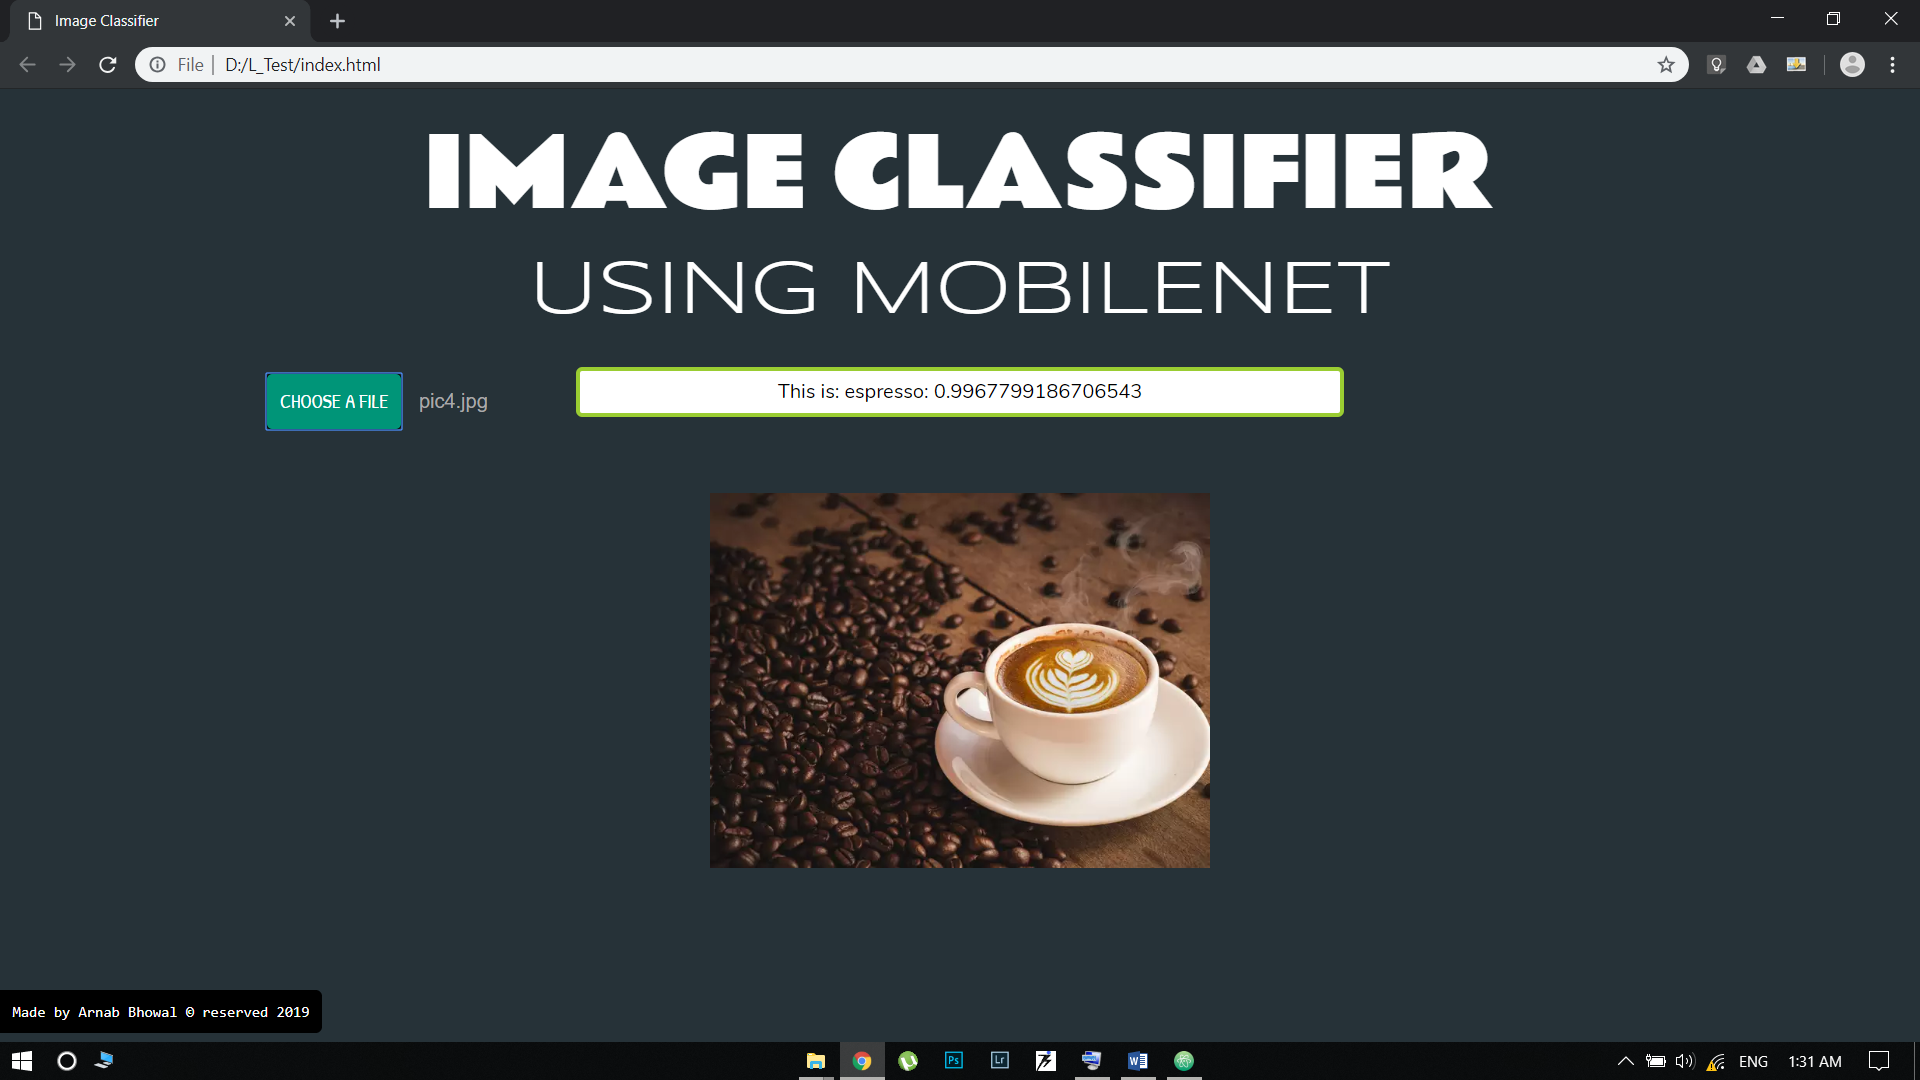 Image Classifier
File
D:/L_Test/index.html
IMAGE CLASSIFIER
USING MOBILENET
CHOOSE A FILE
pic4.jpg
This is: espresso: 0.9967799186706543
Made by Arnab Bhowal © reserved 2019
Ps
Lr
ENG
1:31 AM